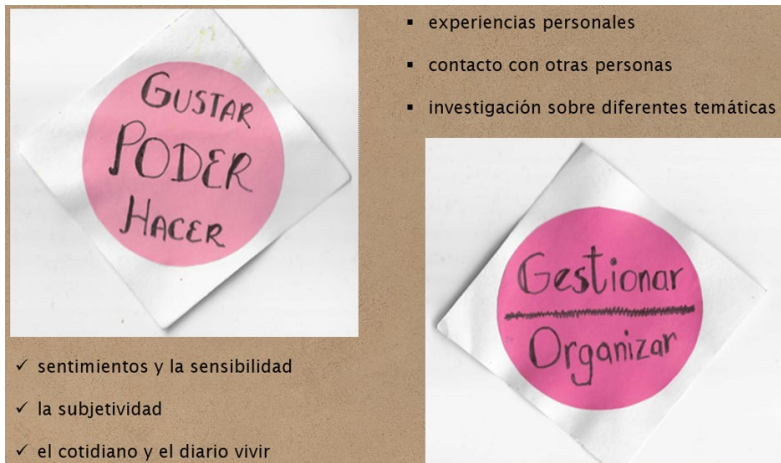 GUSTAR
PODER
HACER
sentimientos y la sensibilidad
la subjetividad
el cotidiano y el diario vivir
experiencias personales
contacto con otras personas
investigación sobre diferentes temáticas
Gestionar
Organizar